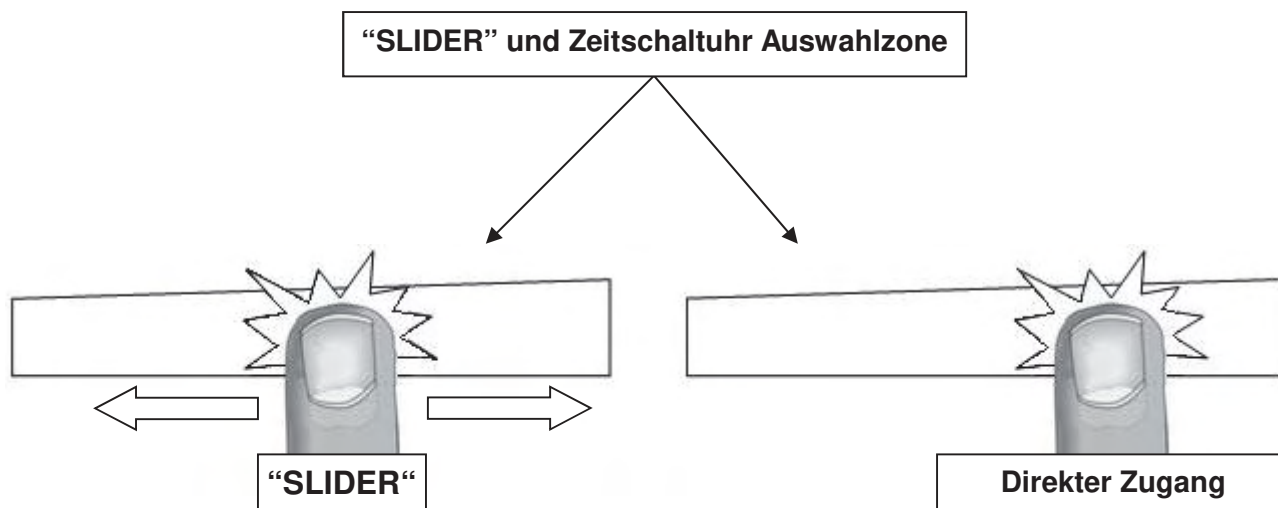 “SLIDER” und Zeitschaltuhr Auswahlzone
“SLIDER“
Direkter Zugang